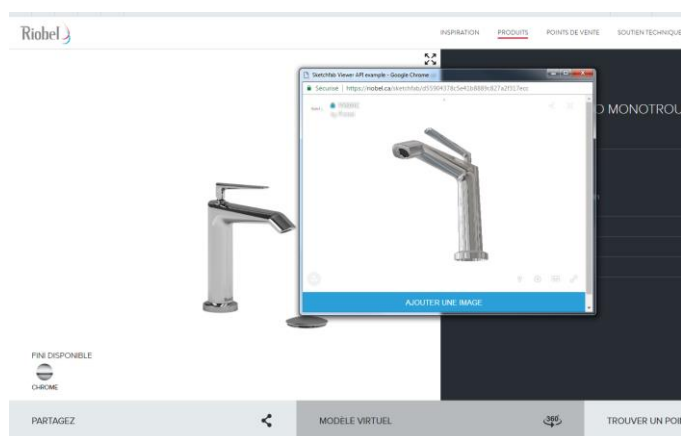 Riobel
INSPIRATION
PRODUITS
POINTS DE VENTE
SOUTIEN TECHNIQUE
Sketchfab Viewer API example - Google Chrome
Sécurisé | https://riobel.ca/sketchfab/
O MONOTROU
AJOUTER UNE IMAGE
FINI DISPONIBLE
CHROME
PARTAGEZ
MODÈLE VIRTUEL
360°
TROUVER UN POI